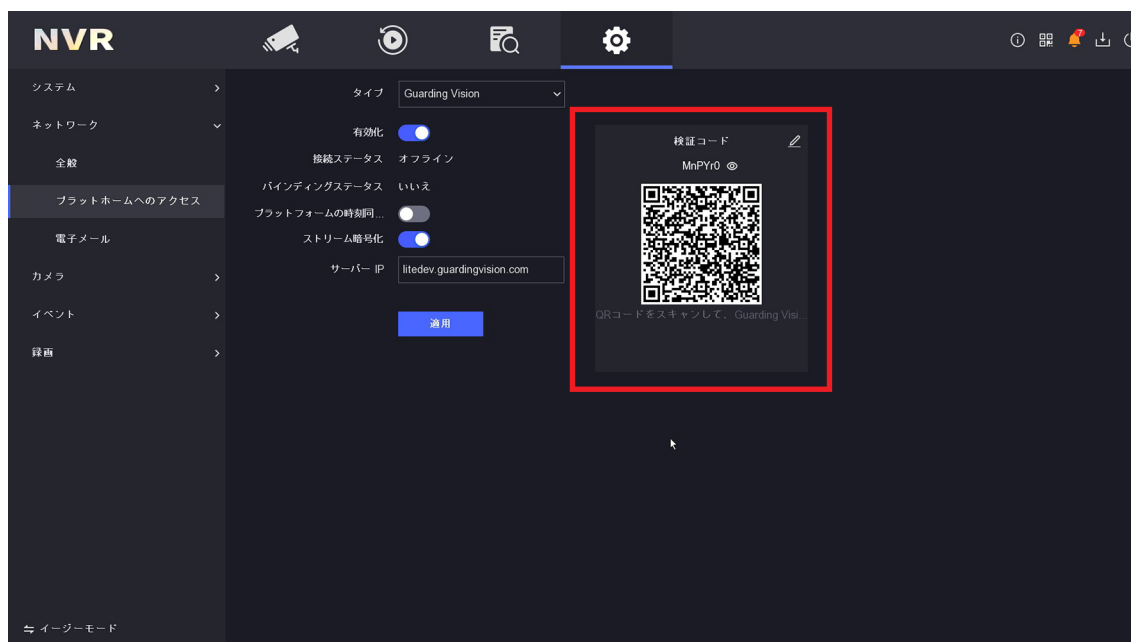 NVR
7
システム
ネットワーク
全般
プラットホームへのアクセス
電子メール
カメラ
イベント
録画
イージーモード
タイプ Guarding Vision
有効化
接続ステータス オフライン
バインディングステータス いいえ
プラットフォームの時刻同...
ストリーム暗号化
サーバー IP litedev.guardingvision.com
適用
検証コード
MnPYr0
QRコードをスキャンして、Guarding Visi...